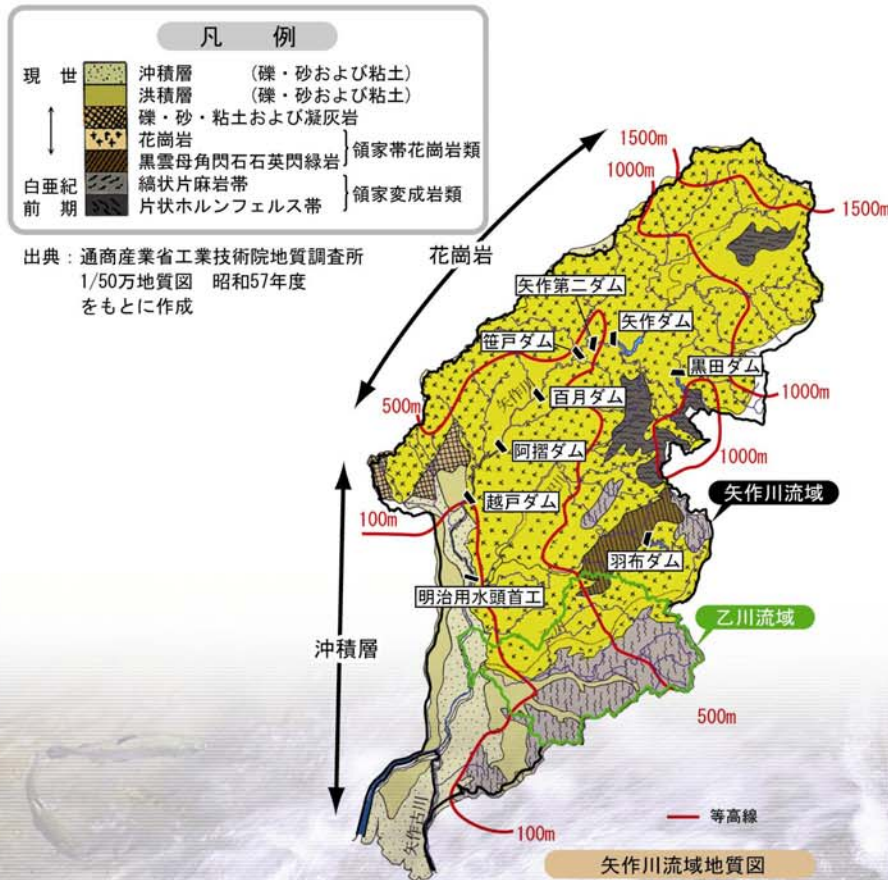 凡 例
現 世
沖積層 (礫・砂および粘土)
洪積層 (礫・砂および粘土)
礫・砂・粘土および凝灰岩
花崗岩
黒雲母角閃石石英閃緑岩
領家帯花崗岩類
白亜紀
前 期
縞状片麻岩帯
片状ホルンフェルス帯
領家変成岩類
出典:通商産業省工業技術院地質調査所
1/50万地質図 昭和57年度
をもとに作成
1500m
1000m
1500m
花崗岩
矢作第二ダム
矢作ダム
笹戸ダム
黒田ダム
矢作川
百月ダム
1000m
500m
阿摺ダム
1000m
越戸ダム
矢作川流域
100m
羽布ダム
明治用水頭首工
乙川流域
沖積層
500m
矢作古川
100m
等高線
矢作川流域地質図